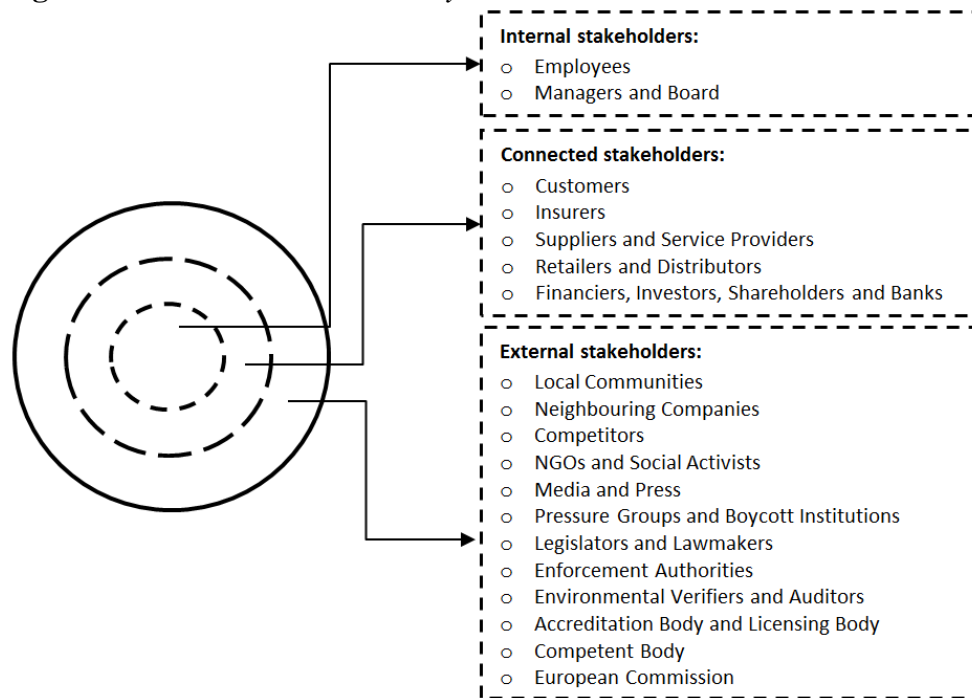 Internal stakeholders:
o Employees
o Managers and Board
Connected stakeholders:
o Customers
o Insurers
o Suppliers and Service Providers
o Retailers and Distributors
o Financiers, Investors, Shareholders and Banks
External stakeholders:
o Local Communities
o Neighbouring Companies
o Competitors
o NGOs and Social Activists
o Media and Press
o Pressure Groups and Boycott Institutions
o Legislators and Lawmakers
o Enforcement Authorities
o Environmental Verifiers and Auditors
o Accreditation Body and Licensing Body
o Competent Body
o European Commission